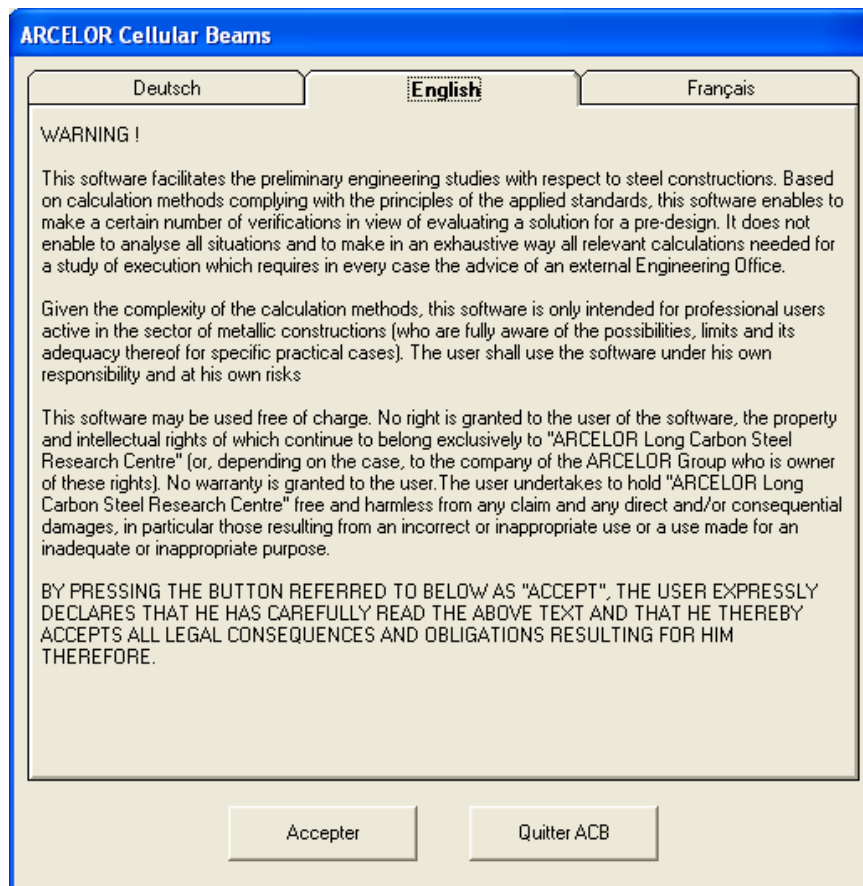 ARCELOR Cellular Beams
Deutsch
English
Français
WARNING !
This software facilitates the preliminary engineering studies with respect to steel constructions. Based
on calculation methods complying with the principles of the applied standards, this software enables to
make a certain number of verifications in view of evaluating a solution for a pre-design. It does not
enable to analyse all situations and to make in an exhaustive way all relevant calculations needed for
a study of execution which requires in every case the advice of an external Engineering Office.
Given the complexity of the calculation methods, this software is only intended for professional users
active in the sector of metallic constructions (who are fully aware of the possibilities, limits and its
adequacy thereof for specific practical cases). The user shall use the software under his own
responsibility and at his own risks
This software may be used free of charge. No right is granted to the user of the software, the property
and intellectual rights of which continue to belong exclusively to "ARCELOR Long Carbon Steel
Research Centre" (or, depending on the case, to the company of the ARCELOR Group who is owner
of these rights). No warranty is granted to the user.The user undertakes to hold "ARCELOR Long
Carbon Steel Research Centre" free and harmless from any claim and any direct and/or consequential
damages, in particular those resulting from an incorrect or inappropriate use or a use made for an
inadequate or inappropriate purpose.
BY PRESSING THE BUTTON REFERRED TO BELOW AS "ACCEPT", THE USER EXPRESSLY
DECLARES THAT HE HAS CAREFULLY READ THE ABOVE TEXT AND THAT HE THEREBY
ACCEPTS ALL LEGAL CONSEQUENCES AND OBLIGATIONS RESULTING FOR HIM
THEREFORE.
Accepter
Quitter ACB